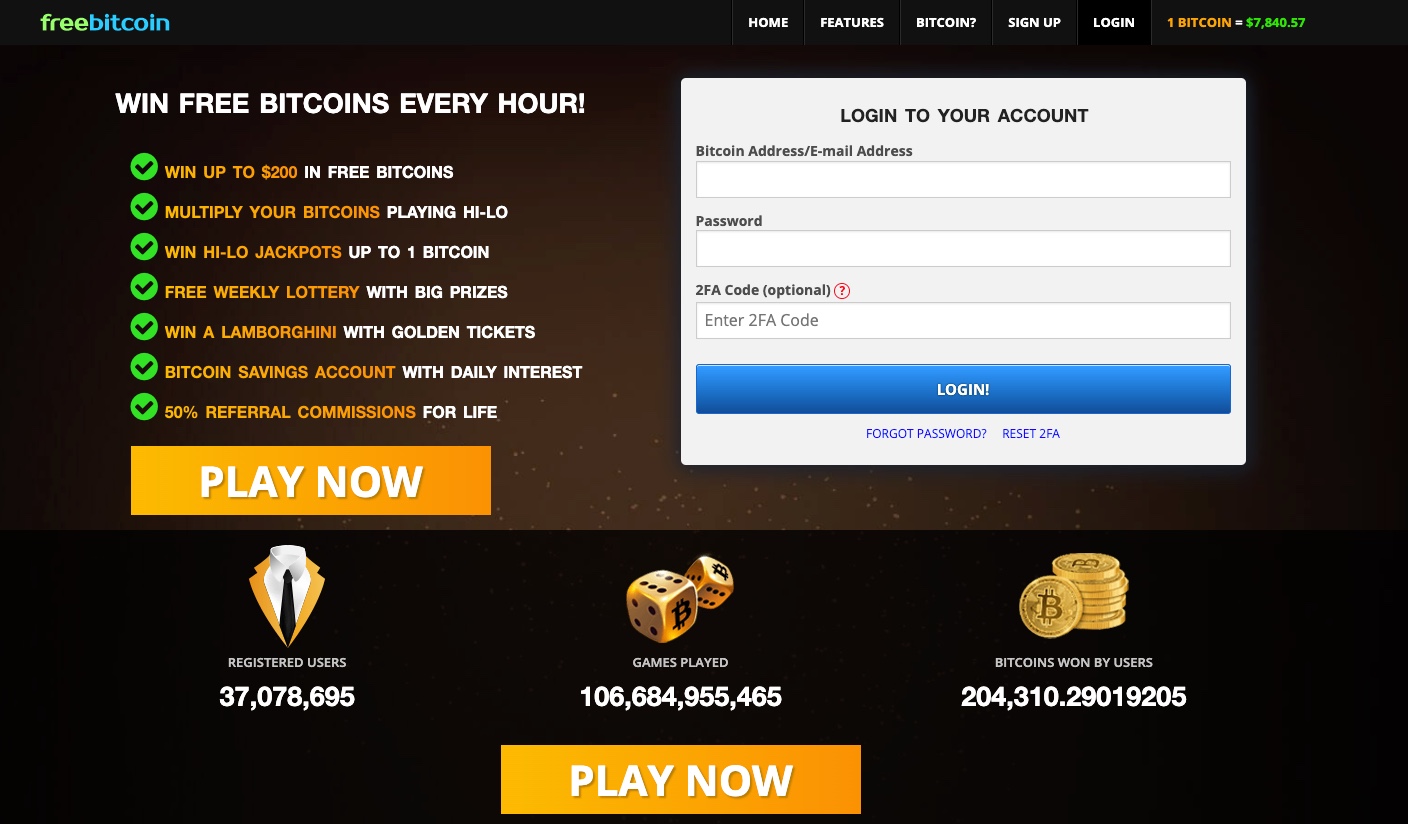 freebitcoin
HOME
FEATURES
BITCOIN?
SIGN UP
LOGIN
1 BITCOIN = $7,840.57
WIN FREE BITCOINS EVERY HOUR!
WIN UP TO $200 IN FREE BITCOINS
MULTIPLY YOUR BITCOINS PLAYING HI-LO
WIN HI-LO JACKPOTS UP TO 1 BITCOIN
FREE WEEKLY LOTTERY WITH BIG PRIZES
WIN A LAMBORGHINI WITH GOLDEN TICKETS
BITCOIN SAVINGS ACCOUNT WITH DAILY INTEREST
50% REFERRAL COMMISSIONS FOR LIFE
PLAY NOW
LOGIN TO YOUR ACCOUNT
Bitcoin Address/E-mail Address
Password
2FA Code (optional) ?
Enter 2FA Code
LOGIN!
FORGOT PASSWORD? RESET 2FA
REGISTERED USERS
37,078,695
GAMES PLAYED
106,684,955,465
BITCOINS WON BY USERS
204,310.29019205
PLAY NOW